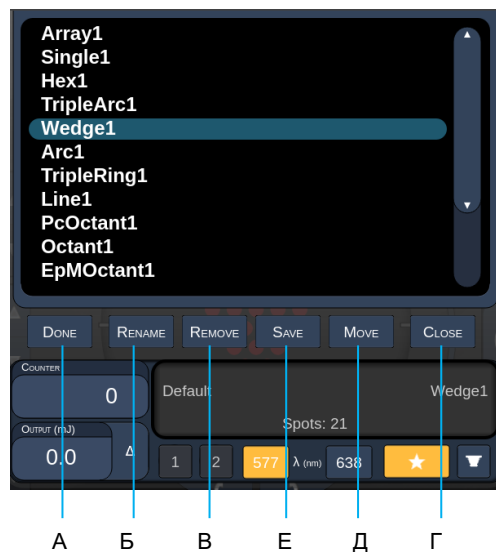 Array1
Single1
Hex1
TripleArc1
Wedge1
Arc1
TripleRing1
Line1
PcOctant1
Octant1
EpMOctant1
DONE RENAME REMOVE SAVE MOVE CLOSE
COUNTER
0
Default Wedge1
Spots: 21
OUTPUT (mJ)
0.0 Δ
1 2 577 λ (nm) 638
А Б В Е Д Г